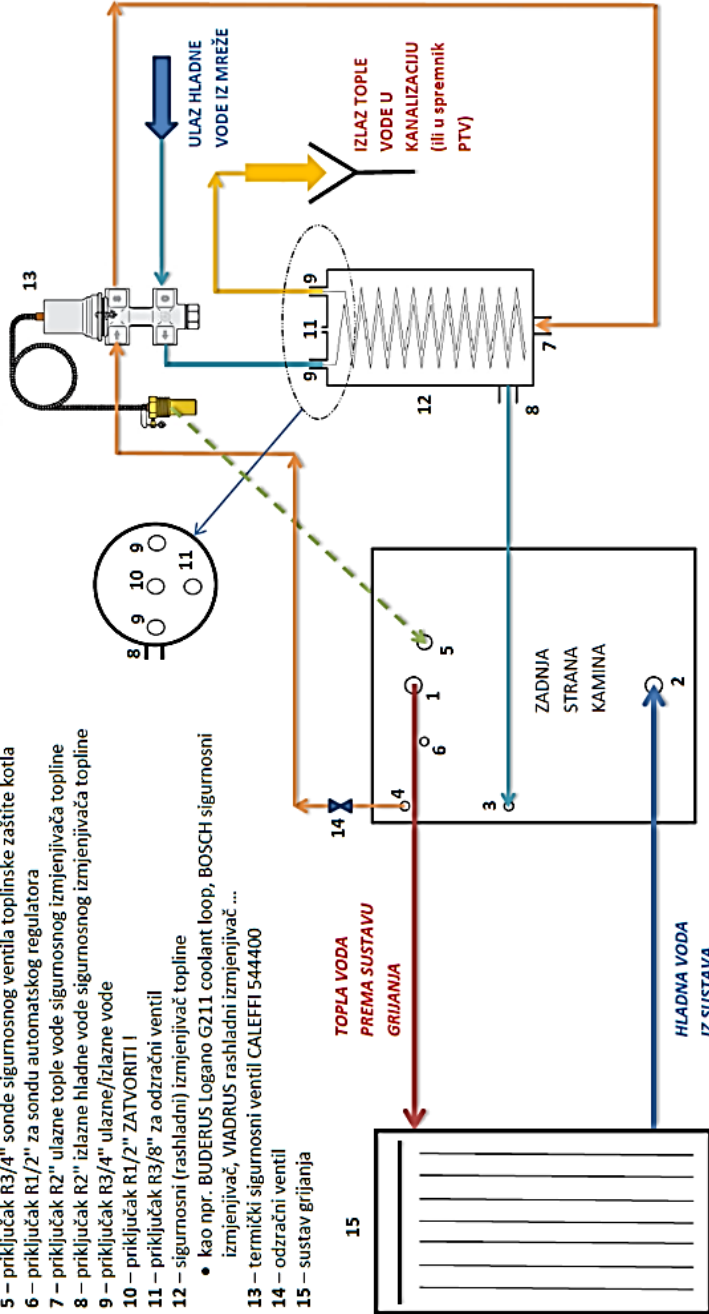 5 – priključak R3/4" sonde sigurnosnog ventila toplinske zaštite kotla
6 – priključak R1/2" za sondu automatskog regulatora
7 – priključak R2" ulazne tople vode sigurnosnog izmjenjivača topline
8 – priključak R2" izlazne hladne vode sigurnosnog izmjenjivača topline
9 – priključak R3/4" ulazne/izlazne vode
10 – priključak R1/2" ZATVORITI !
11 – priključak R3/8" za odzračni ventil
12 – sigurnosni (rashladni) izmjenjivač topline
• kao npr. BUDERUS Logano G211 coolant loop, BOSCH sigurnosni
izmjenjivač, VIADRUS rashladni izmjenjivač ...
13 – termički sigurnosni ventil CALEFFI 544400
14 – odzračni ventil
15 – sustav grijanja
13
ULAZ HLADNE
VODE IZ MREŽE
IZLAZ TOPLE
VODE U
KANALIZACIJU
(ili u spremnik
PTV)
9
11
9
12
8
7
8
9
10
9
11
14
4
6
1
5
3
2
ZADNJA
STRANA
KAMINA
TOPLA VODA
PREMA SUSTAVU
GRIJANJA
HLADNA VODA
IZ SUSTAVA
15